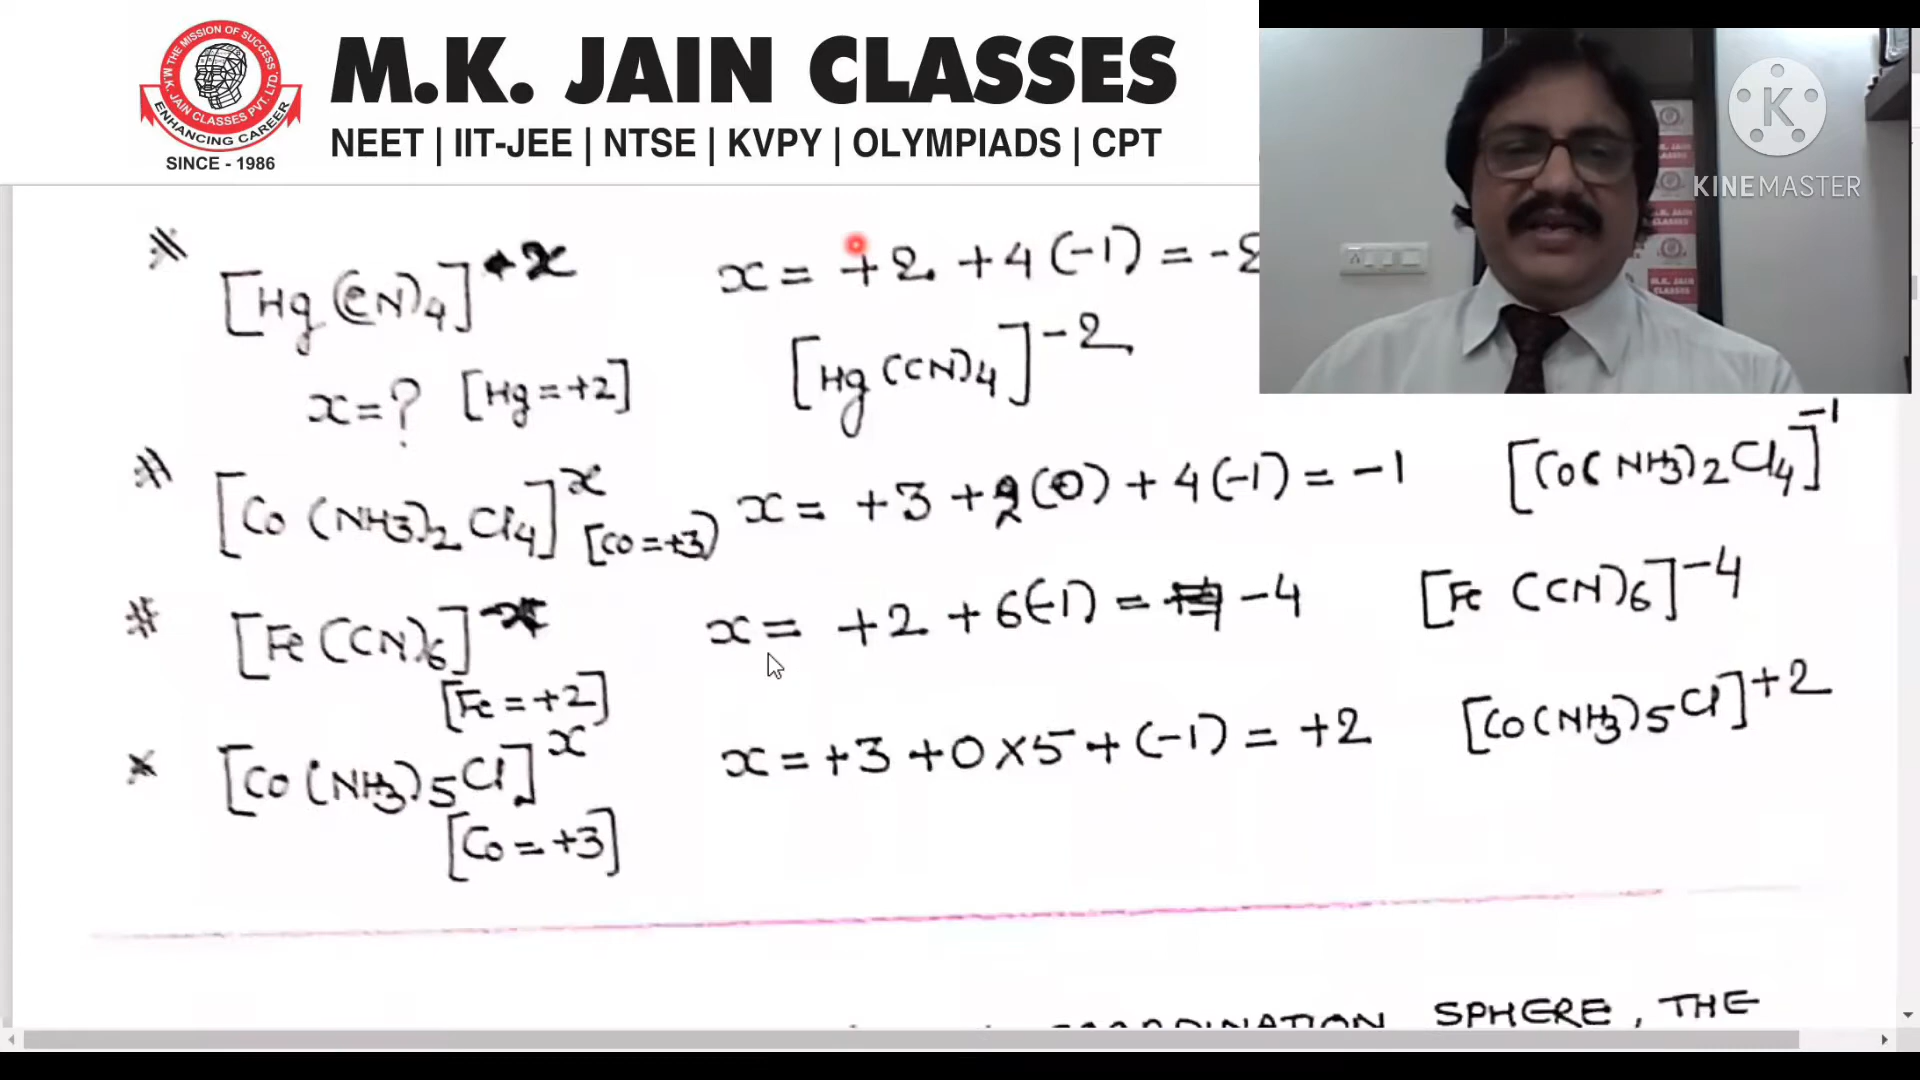 THE MISSION OF SUCCESS
THE M.K. JAIN CLASSES PVT. LTD.
ENHANCING CAREER
SINCE - 1986
M.K. JAIN CLASSES
NEET | IIT-JEE | NTSE | KVPY | OLYMPIADS | CPT
K
KINEMASTER
[Hg(CN)4]^x x = +2 +4(-1) = -2
x=? [Hg=+2] [Hg(CN)4]^-2
[Co(NH3)2Cl4]^x [Co=+3] x = +3 +2(0) + 4(-1) = -1 [Co(NH3)2Cl4]^-1
[Fe(CN)6]^x x = +2 + 6(-1) = -4 [Fe(CN)6]^-4
[Fe=+2]
[Co(NH3)5Cl]^x x = +3 +0×5 + (-1) = +2 [Co(NH3)5Cl]^+2
[Co=+3]
COORDINATION SPHERE, THE